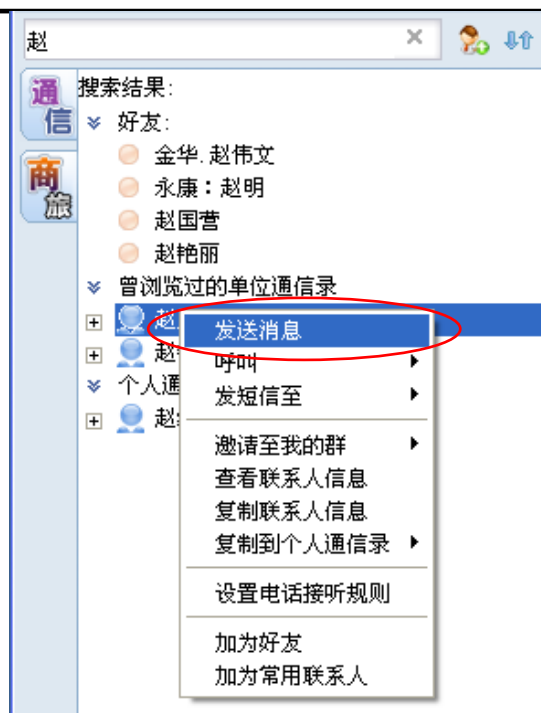 赵
通信
商旅
搜索结果:
好友:
金华.赵伟文
永康：赵明
赵国营
赵艳丽
曾浏览过的单位通信录
赵
赵
个人通
赵
发送消息
呼叫
发短信至
邀请至我的群
查看联系人信息
复制联系人信息
复制到个人通信录
设置电话接听规则
加为好友
加为常用联系人